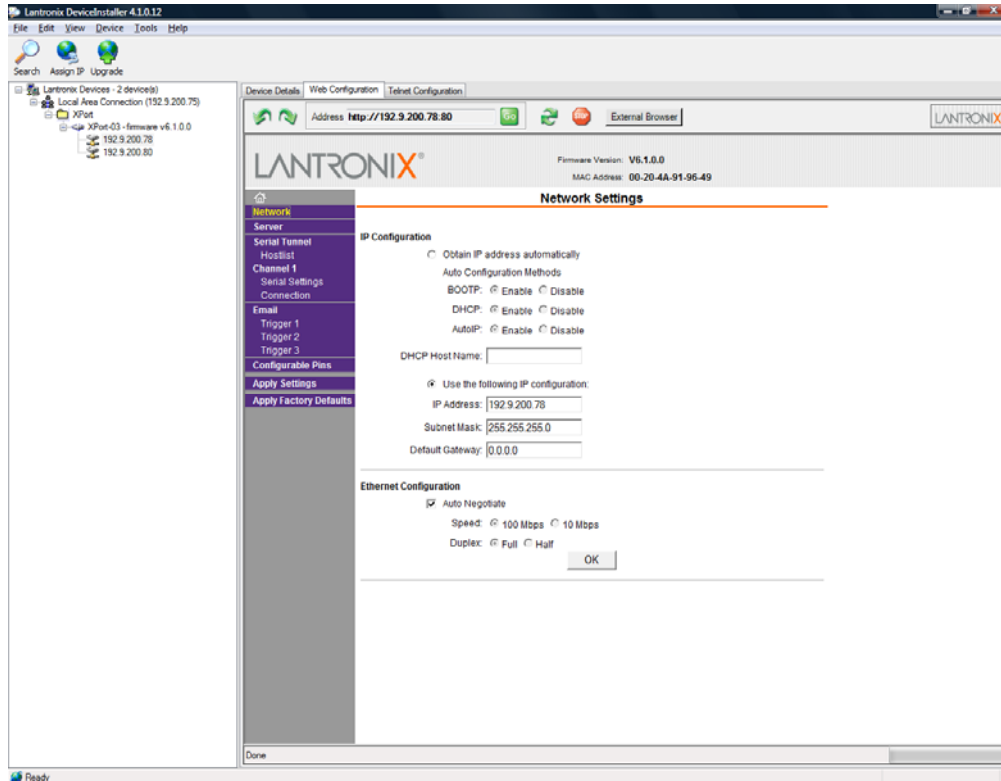 Lantronix DeviceInstaller 4.1.0.12
File Edit View Device Tools Help
Search Assign IP Upgrade
Lantronix Devices - 2 device(s)
Local Area Connection (192.9.200.75)
XPort
XPort-03 - firmware v6.1.0.0
192.9.200.78
192.9.200.80
Device Details Web Configuration Telnet Configuration
Address http://192.9.200.78:80 Go External Browser LANTRONIX
LANTRONIX®
Firmware Version: V6.1.0.0
MAC Address: 00-20-4A-91-96-49
Network
Server
Serial Tunnel
Hostlist
Channel 1
Serial Settings
Connection
Email
Trigger 1
Trigger 2
Trigger 3
Configurable Pins
Apply Settings
Apply Factory Defaults
Network Settings
IP Configuration
Obtain IP address automatically
Auto Configuration Methods
BOOTP: Enable Disable
DHCP: Enable Disable
AutoIP: Enable Disable
DHCP Host Name:
Use the following IP configuration:
IP Address: 192.9.200.78
Subnet Mask: 255.255.255.0
Default Gateway: 0.0.0.0
Ethernet Configuration
Auto Negotiate
Speed: 100 Mbps 10 Mbps
Duplex: Full Half
OK
Done
Ready